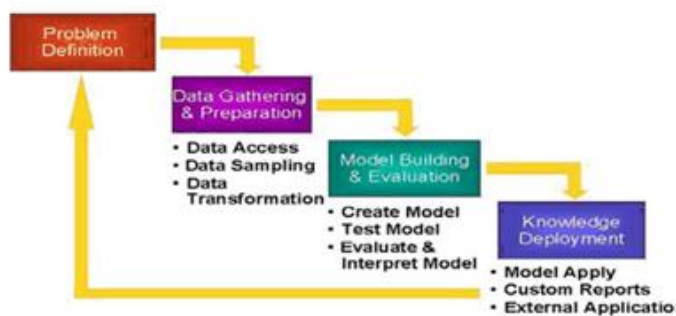 Problem
Definition
Data Gathering
& Preparation
• Data Access
• Data Sampling
• Data
Transformation
Model Building
& Evaluation
• Create Model
• Test Model
• Evaluate &
Interpret Model
Knowledge
Deployment
• Model Apply
• Custom Reports
• External Applicatio